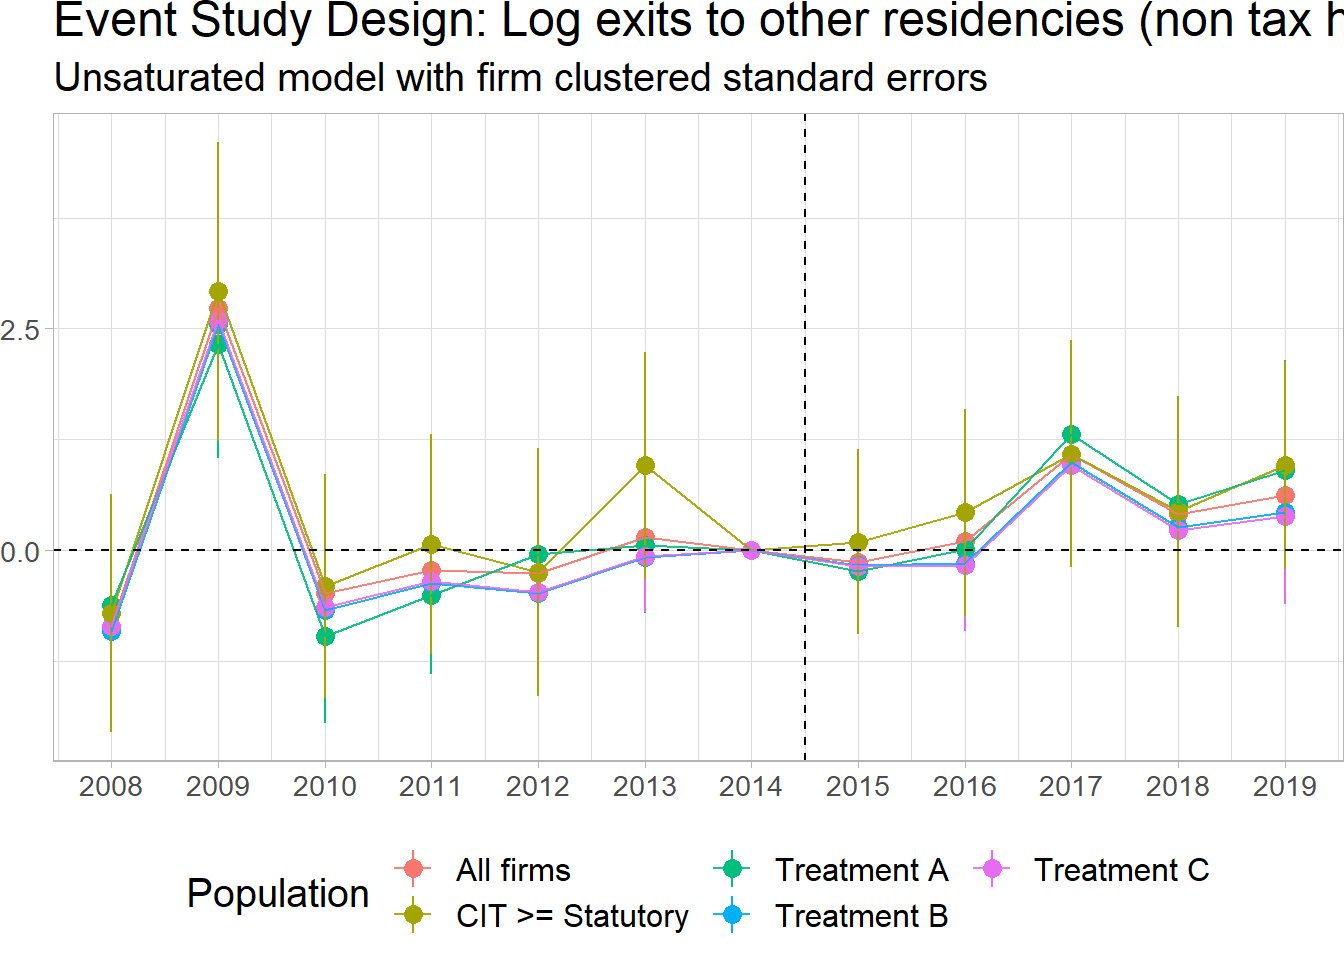 Event Study Design: Log exits to other residencies (non tax h
Unsaturated model with firm clustered standard errors
2.5
0.0
2008 2009 2010 2011 2012 2013 2014 2015 2016 2017 2018 2019
Population
All firms
CIT >= Statutory
Treatment A
Treatment B
Treatment C